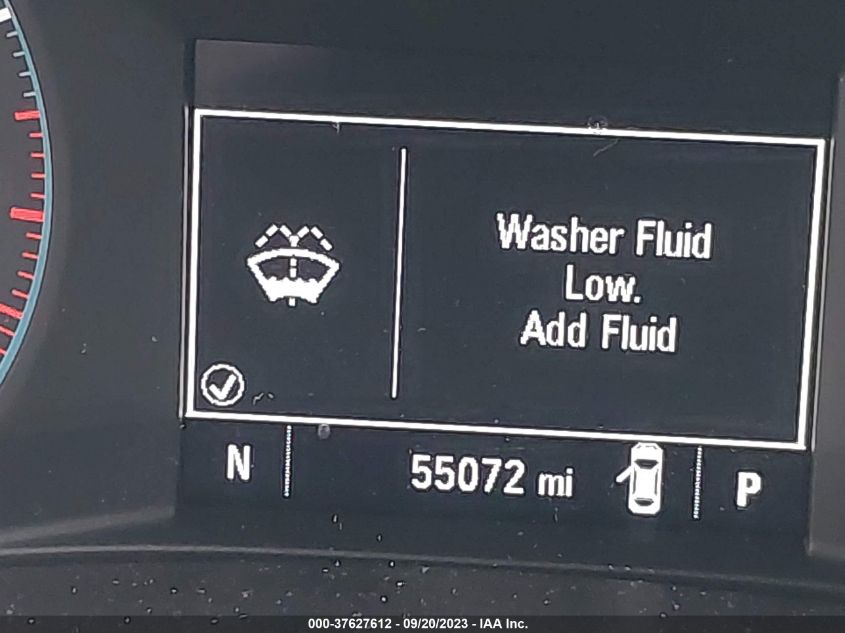 Washer Fluid
Low.
Add Fluid
N 55072 mi P
000-37627612 - 09/20/2023 - IAA Inc.